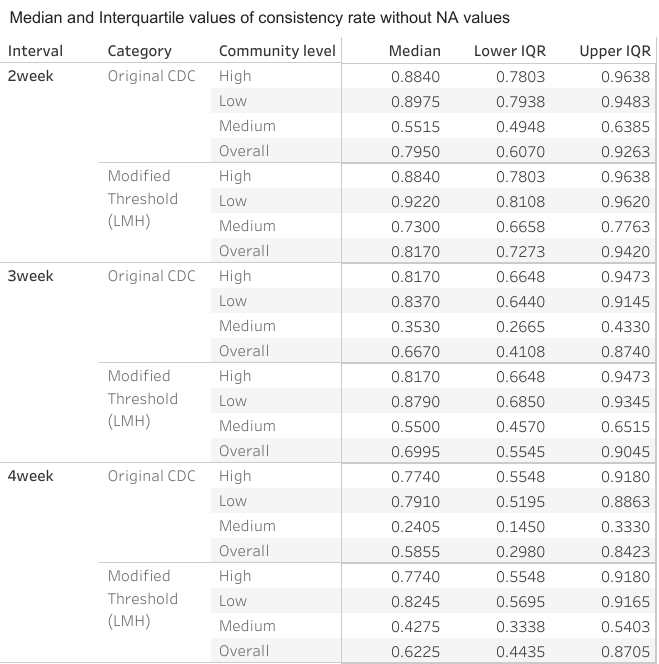 Median and Interquartile values of consistency rate without NA values
Interval Category Community level Median Lower IQR Upper IQR
2week Original CDC High 0.8840 0.7803 0.9638
Low 0.8975 0.7938 0.9483
Medium 0.5515 0.4948 0.6385
Overall 0.7950 0.6070 0.9263
Modified High 0.8840 0.7803 0.9638
Threshold Low 0.9220 0.8108 0.9620
(LMH) Medium 0.7300 0.6658 0.7763
Overall 0.8170 0.7273 0.9420
3week Original CDC High 0.8170 0.6648 0.9473
Low 0.8370 0.6440 0.9145
Medium 0.3530 0.2665 0.4330
Overall 0.6670 0.4108 0.8740
Modified High 0.8170 0.6648 0.9473
Threshold Low 0.8790 0.6850 0.9345
(LMH) Medium 0.5500 0.4570 0.6515
Overall 0.6995 0.5545 0.9045
4week Original CDC High 0.7740 0.5548 0.9180
Low 0.7910 0.5195 0.8863
Medium 0.2405 0.1450 0.3330
Overall 0.5855 0.2980 0.8423
Modified High 0.7740 0.5548 0.9180
Threshold Low 0.8245 0.5695 0.9165
(LMH) Medium 0.4275 0.3338 0.5403
Overall 0.6225 0.4435 0.8705